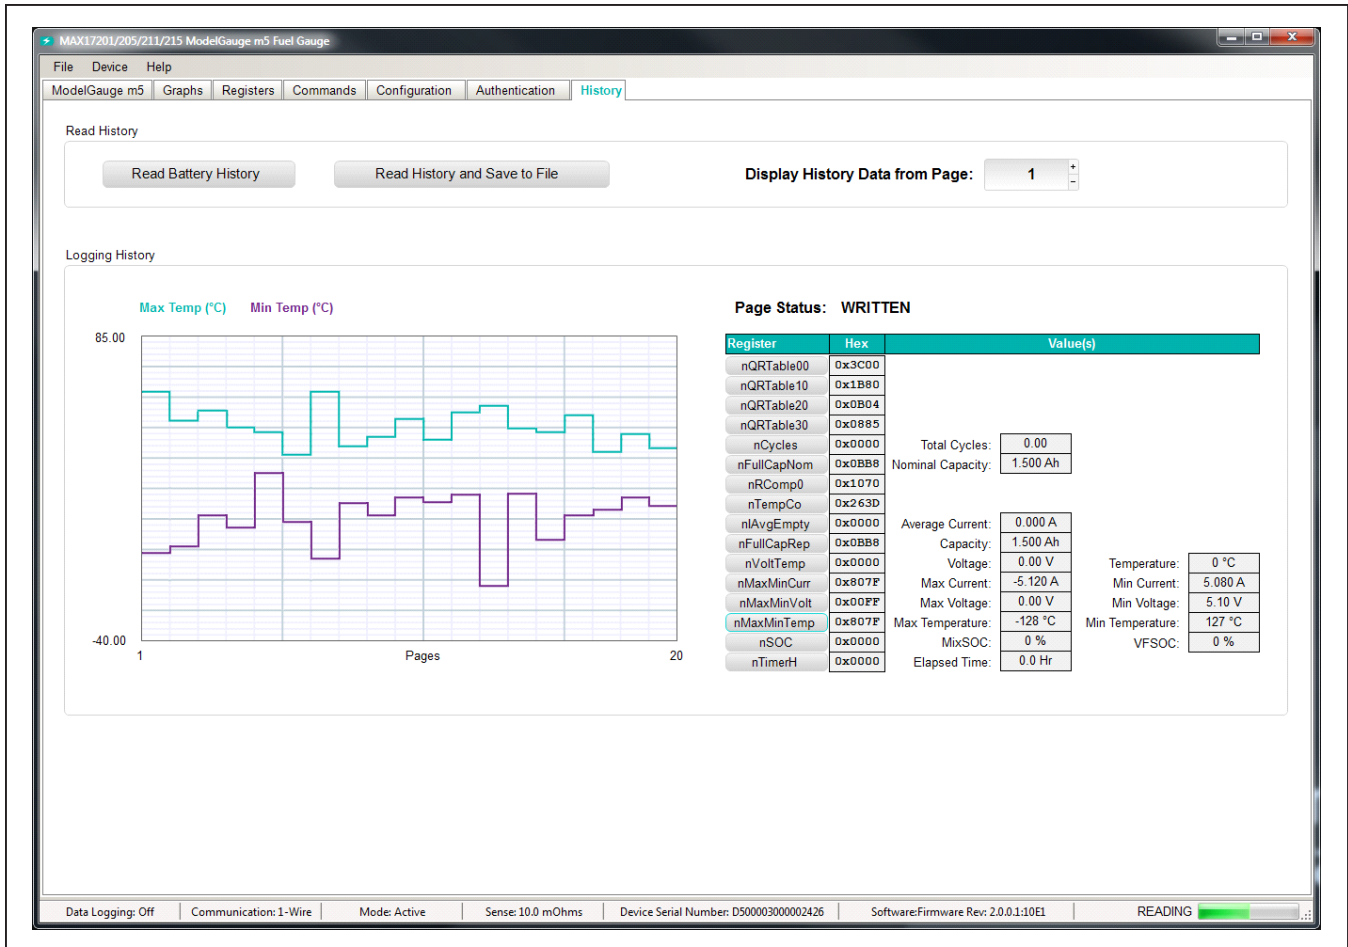 MAX17201/205/211/215 ModelGauge m5 Fuel Gauge
File Device Help
ModelGauge m5 Graphs Registers Commands Configuration Authentication History
Read History
Read Battery History Read History and Save to File Display History Data from Page: 1 + -
Logging History
Max Temp (°C) Min Temp (°C) Page Status: WRITTEN
85.00
-40.00
1 Pages 20
Register Hex Value(s)
nQRTable00 0x3C00
nQRTable10 0x1B80
nQRTable20 0x0B04
nQRTable30 0x0885
nCycles 0x0000 Total Cycles: 0.00
nFullCapNom 0x0BB8 Nominal Capacity: 1.500 Ah
nRComp0 0x1070
nTempCo 0x263D
nIAvgEmpty 0x0000 Average Current: 0.000 A
nFullCapRep 0x0BB8 Capacity: 1.500 Ah
nVoltTemp 0x0000 Voltage: 0.00 V Temperature: 0 °C
nMaxMinCurr 0x807F Max Current: -5.120 A Min Current: 5.080 A
nMaxMinVolt 0x00FF Max Voltage: 0.00 V Min Voltage: 5.10 V
nMaxMinTemp 0x807F Max Temperature: -128 °C Min Temperature: 127 °C
nSOC 0x0000 MixSOC: 0 % VFSOC: 0 %
nTimerH 0x0000 Elapsed Time: 0.0 Hr
Data Logging: Off Communication: 1-Wire Mode: Active Sense: 10.0 mOhms Device Serial Number: D500003000002426 Software:Firmware Rev: 2.0.0.1:10E1 READING